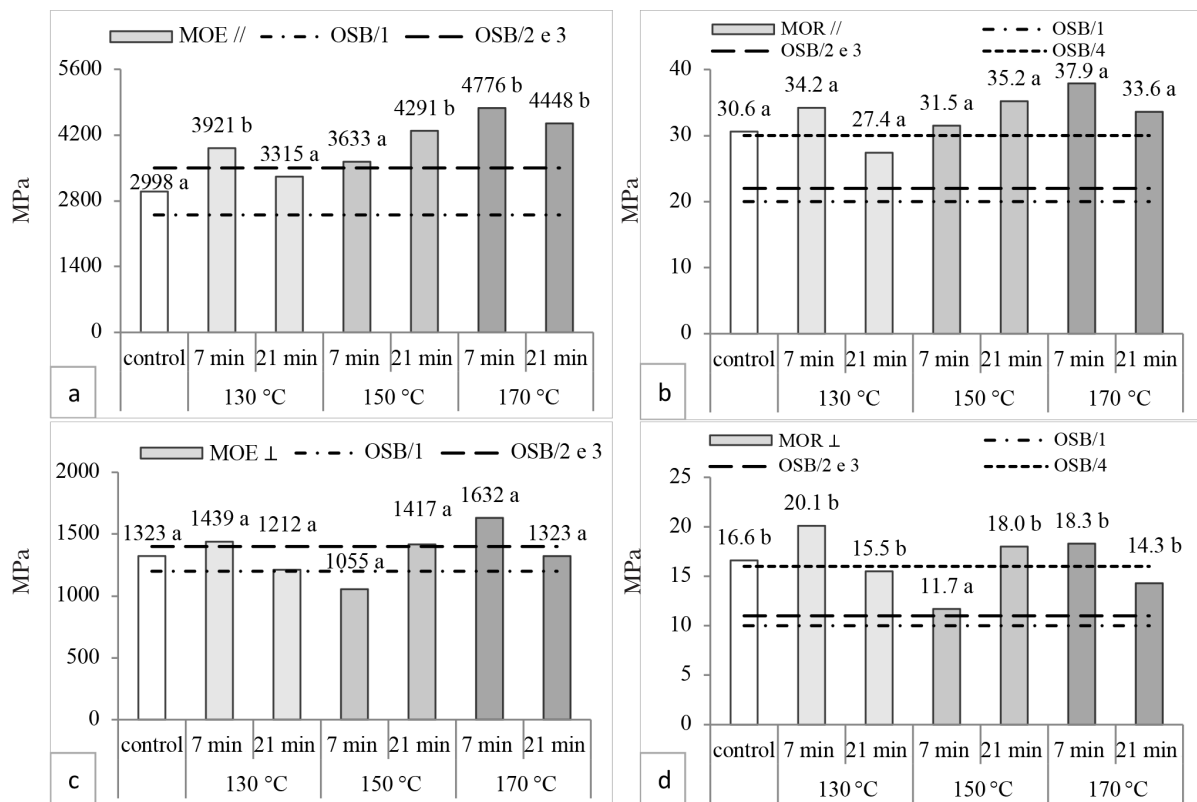 MOE // OSB/1 OSB/2 e 3
MPa
5600
4200
2800
1400
0
2998 a
3921 b
3315 a
3633 a
4291 b
4776 b
4448 b
control 7 min 21 min 7 min 21 min 7 min 21 min
130 °C 150 °C 170 °C
a
MOR // OSB/1
OSB/2 e 3 OSB/4
MPa
40
30
20
10
0
30.6 a
34.2 a
27.4 a
31.5 a
35.2 a
37.9 a
33.6 a
control 7 min 21 min 7 min 21 min 7 min 21 min
130 °C 150 °C 170 °C
b
MOE ⊥ OSB/1 OSB/2 e 3
MPa
2000
1500
1000
500
0
1323 a
1439 a
1212 a
1055 a
1417 a
1632 a
1323 a
control 7 min 21 min 7 min 21 min 7 min 21 min
130 °C 150 °C 170 °C
c
MOR ⊥ OSB/1
OSB/2 e 3 OSB/4
MPa
25
20
15
10
5
0
16.6 b
20.1 b
15.5 b
11.7 a
18.0 b
18.3 b
14.3 b
control 7 min 21 min 7 min 21 min 7 min 21 min
130 °C 150 °C 170 °C
d